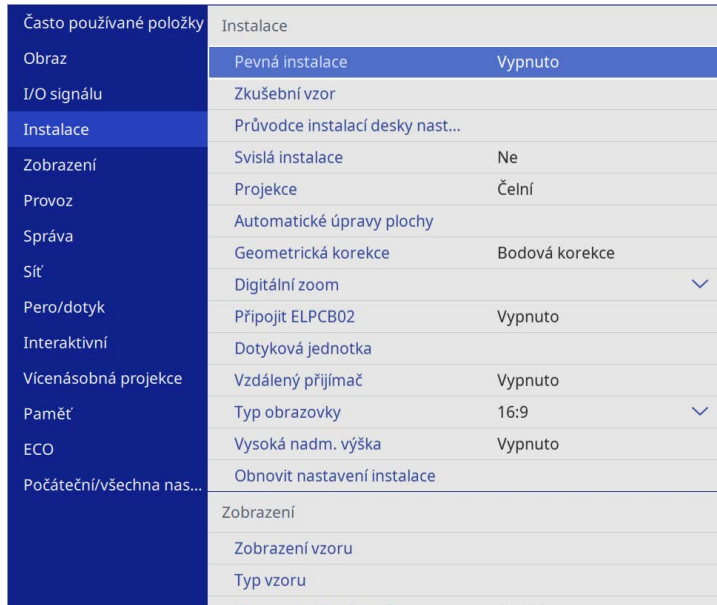 Často používané položky
Obraz
I/O signálu
Instalace
Zobrazení
Provoz
Správa
Síť
Pero/dotyk
Interaktivní
Vícenásobná projekce
Paměť
ECO
Počáteční/všechna nas...
Instalace
Pevná instalace Vypnuto
Zkušební vzor
Průvodce instalací desky nast...
Svislá instalace Ne
Projekce Čelní
Automatické úpravy plochy
Geometrická korekce Bodová korekce
Digitální zoom
Připojit ELPCB02 Vypnuto
Dotyková jednotka
Vzdálený přijímač Vypnuto
Typ obrazovky 16:9
Vysoká nadm. výška Vypnuto
Obnovit nastavení instalace
Zobrazení
Zobrazení vzoru
Typ vzoru